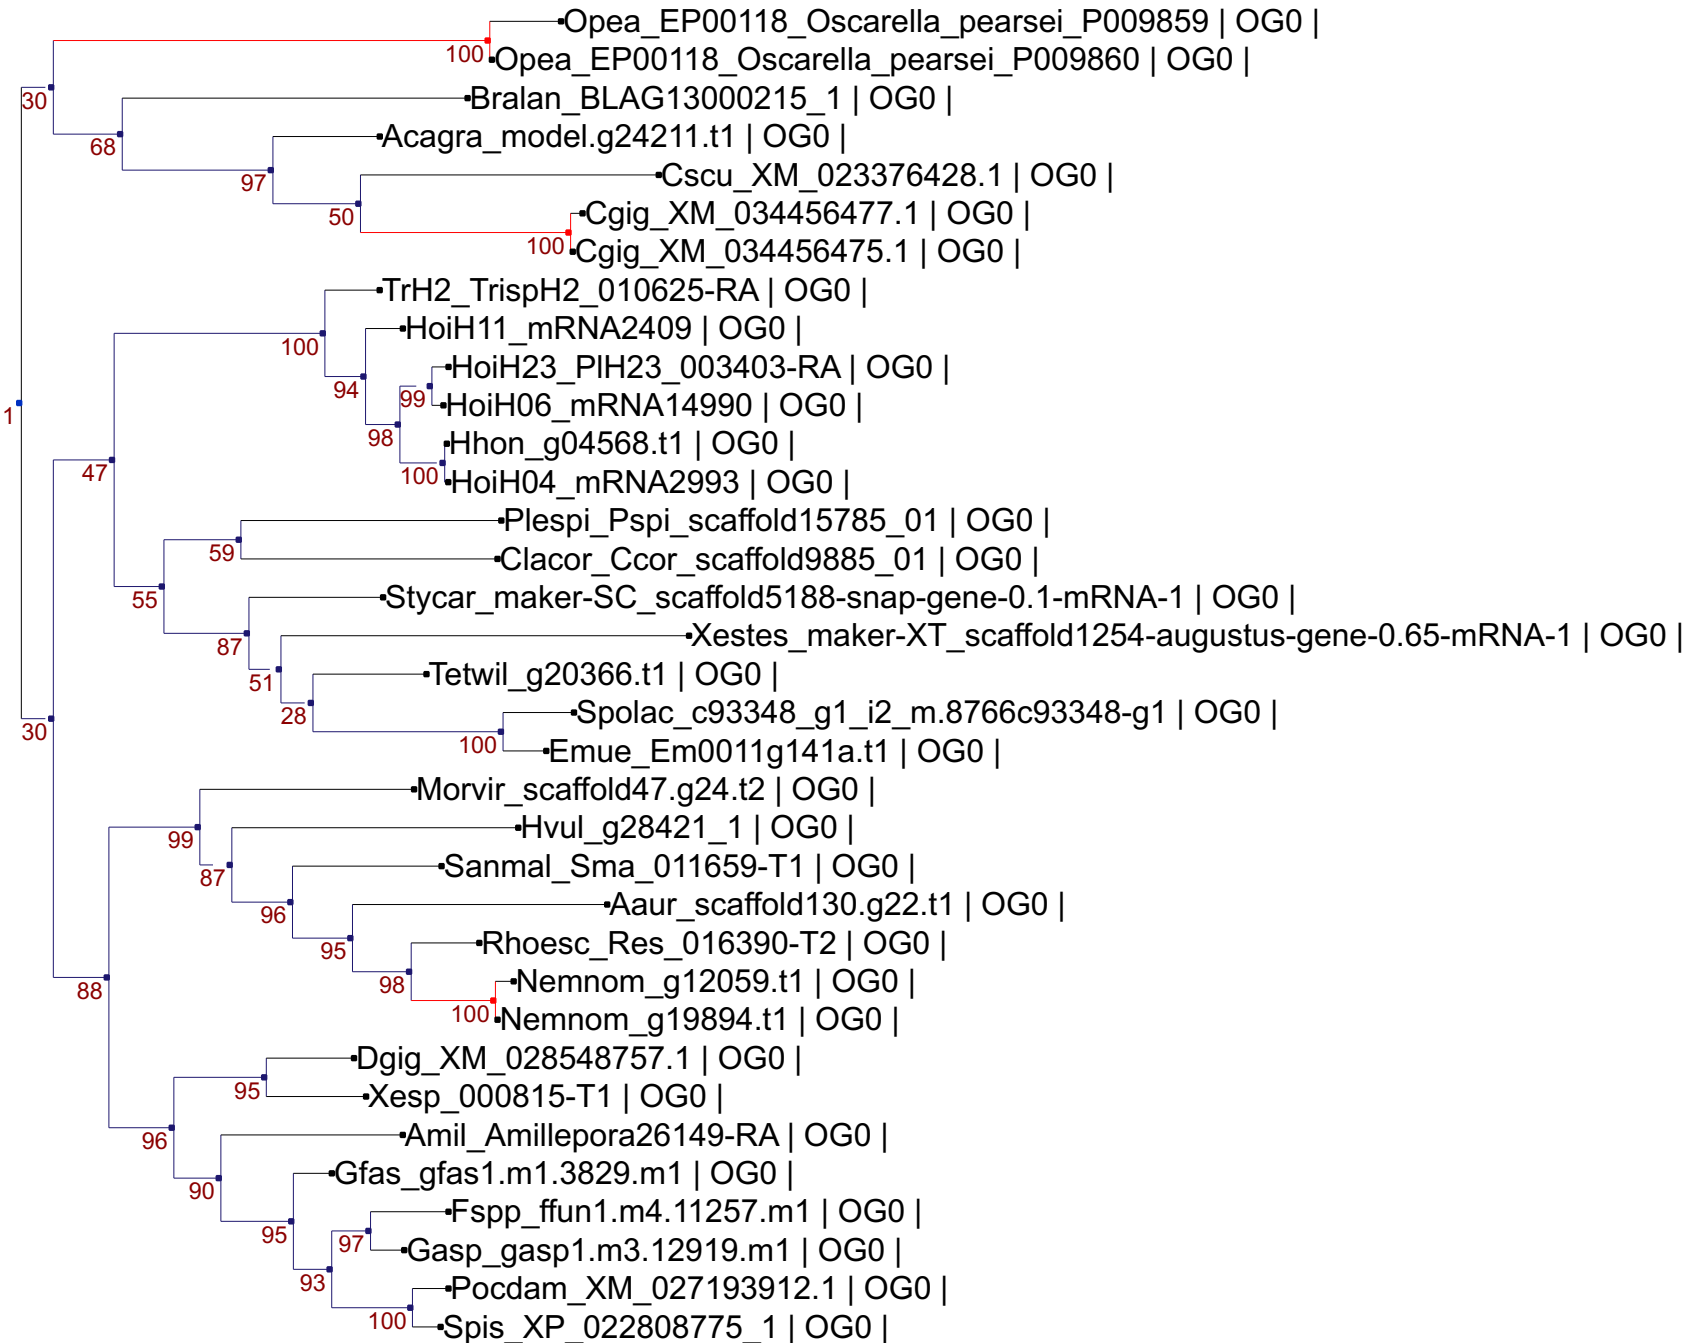 Opea_EP00118_Oscarella_pearsei_P009859 | OG0 |
100
Opea_EP00118_Oscarella_pearsei_P009860 | OG0 |
30
Bralan_BLAG13000215_1 | OG0 |
68
Acagra_model.g24211.t1 | OG0 |
97
Cscu_XM_023376428.1 | OG0 |
50
Cgig_XM_034456477.1 | OG0 |
100
Cgig_XM_034456475.1 | OG0 |
TrH2_TrispH2_010625-RA | OG0 |
HoiH11_mRNA2409 | OG0 |
100
HoiH23_PlH23_003403-RA | OG0 |
94
99
HoiH06_mRNA14990 | OG0 |
1
98
Hhon_g04568.t1 | OG0 |
47
100
HoiH04_mRNA2993 | OG0 |
Plespi_Pspi_scaffold15785_01 | OG0 |
59
Clacor_Ccor_scaffold9885_01 | OG0 |
55
Stycar_maker-SC_scaffold5188-snap-gene-0.1-mRNA-1 | OG0 |
87
Xestes_maker-XT_scaffold1254-augustus-gene-0.65-mRNA-1 | OG0 |
51
Tetwil_g20366.t1 | OG0 |
28
Spolac_c93348_g1_i2_m.8766c93348-g1 | OG0 |
30
100
Emue_Em0011g141a.t1 | OG0 |
Morvir_scaffold47.g24.t2 | OG0 |
99
Hvul_g28421_1 | OG0 |
87
Sanmal_Sma_011659-T1 | OG0 |
96
Aaur_scaffold130.g22.t1 | OG0 |
95
Rhoesc_Res_016390-T2 | OG0 |
98
Nemnom_g12059.t1 | OG0 |
88
100
Nemnom_g19894.t1 | OG0 |
Dgig_XM_028548757.1 | OG0 |
95
Xesp_000815-T1 | OG0 |
96
Amil_Amillepora26149-RA | OG0 |
Gfas_gfas1.m1.3829.m1 | OG0 |
90
Fspp_ffun1.m4.11257.m1 | OG0 |
95
97
Gasp_gasp1.m3.12919.m1 | OG0 |
93
Pocdam_XM_027193912.1 | OG0 |
100
Spis_XP_022808775_1 | OG0 |